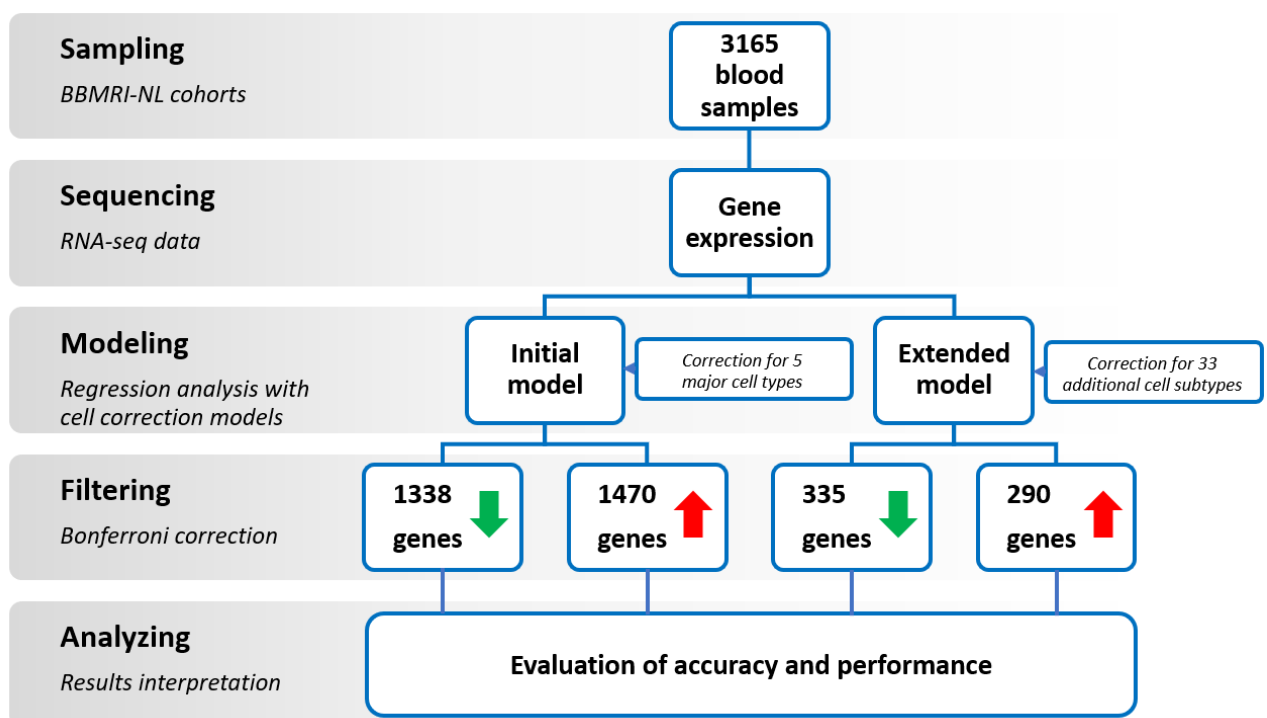 Sampling
BBMRI-NL cohorts
3165
blood
samples
Sequencing
RNA-seq data
Gene
expression
Modeling
Regression analysis with
cell correction models
Initial
model
Correction for 5
major cell types
Extended
model
Correction for 33
additional cell subtypes
Filtering
Bonferroni correction
1338
genes
1470
genes
335
genes
290
genes
Analyzing
Results interpretation
Evaluation of accuracy and performance